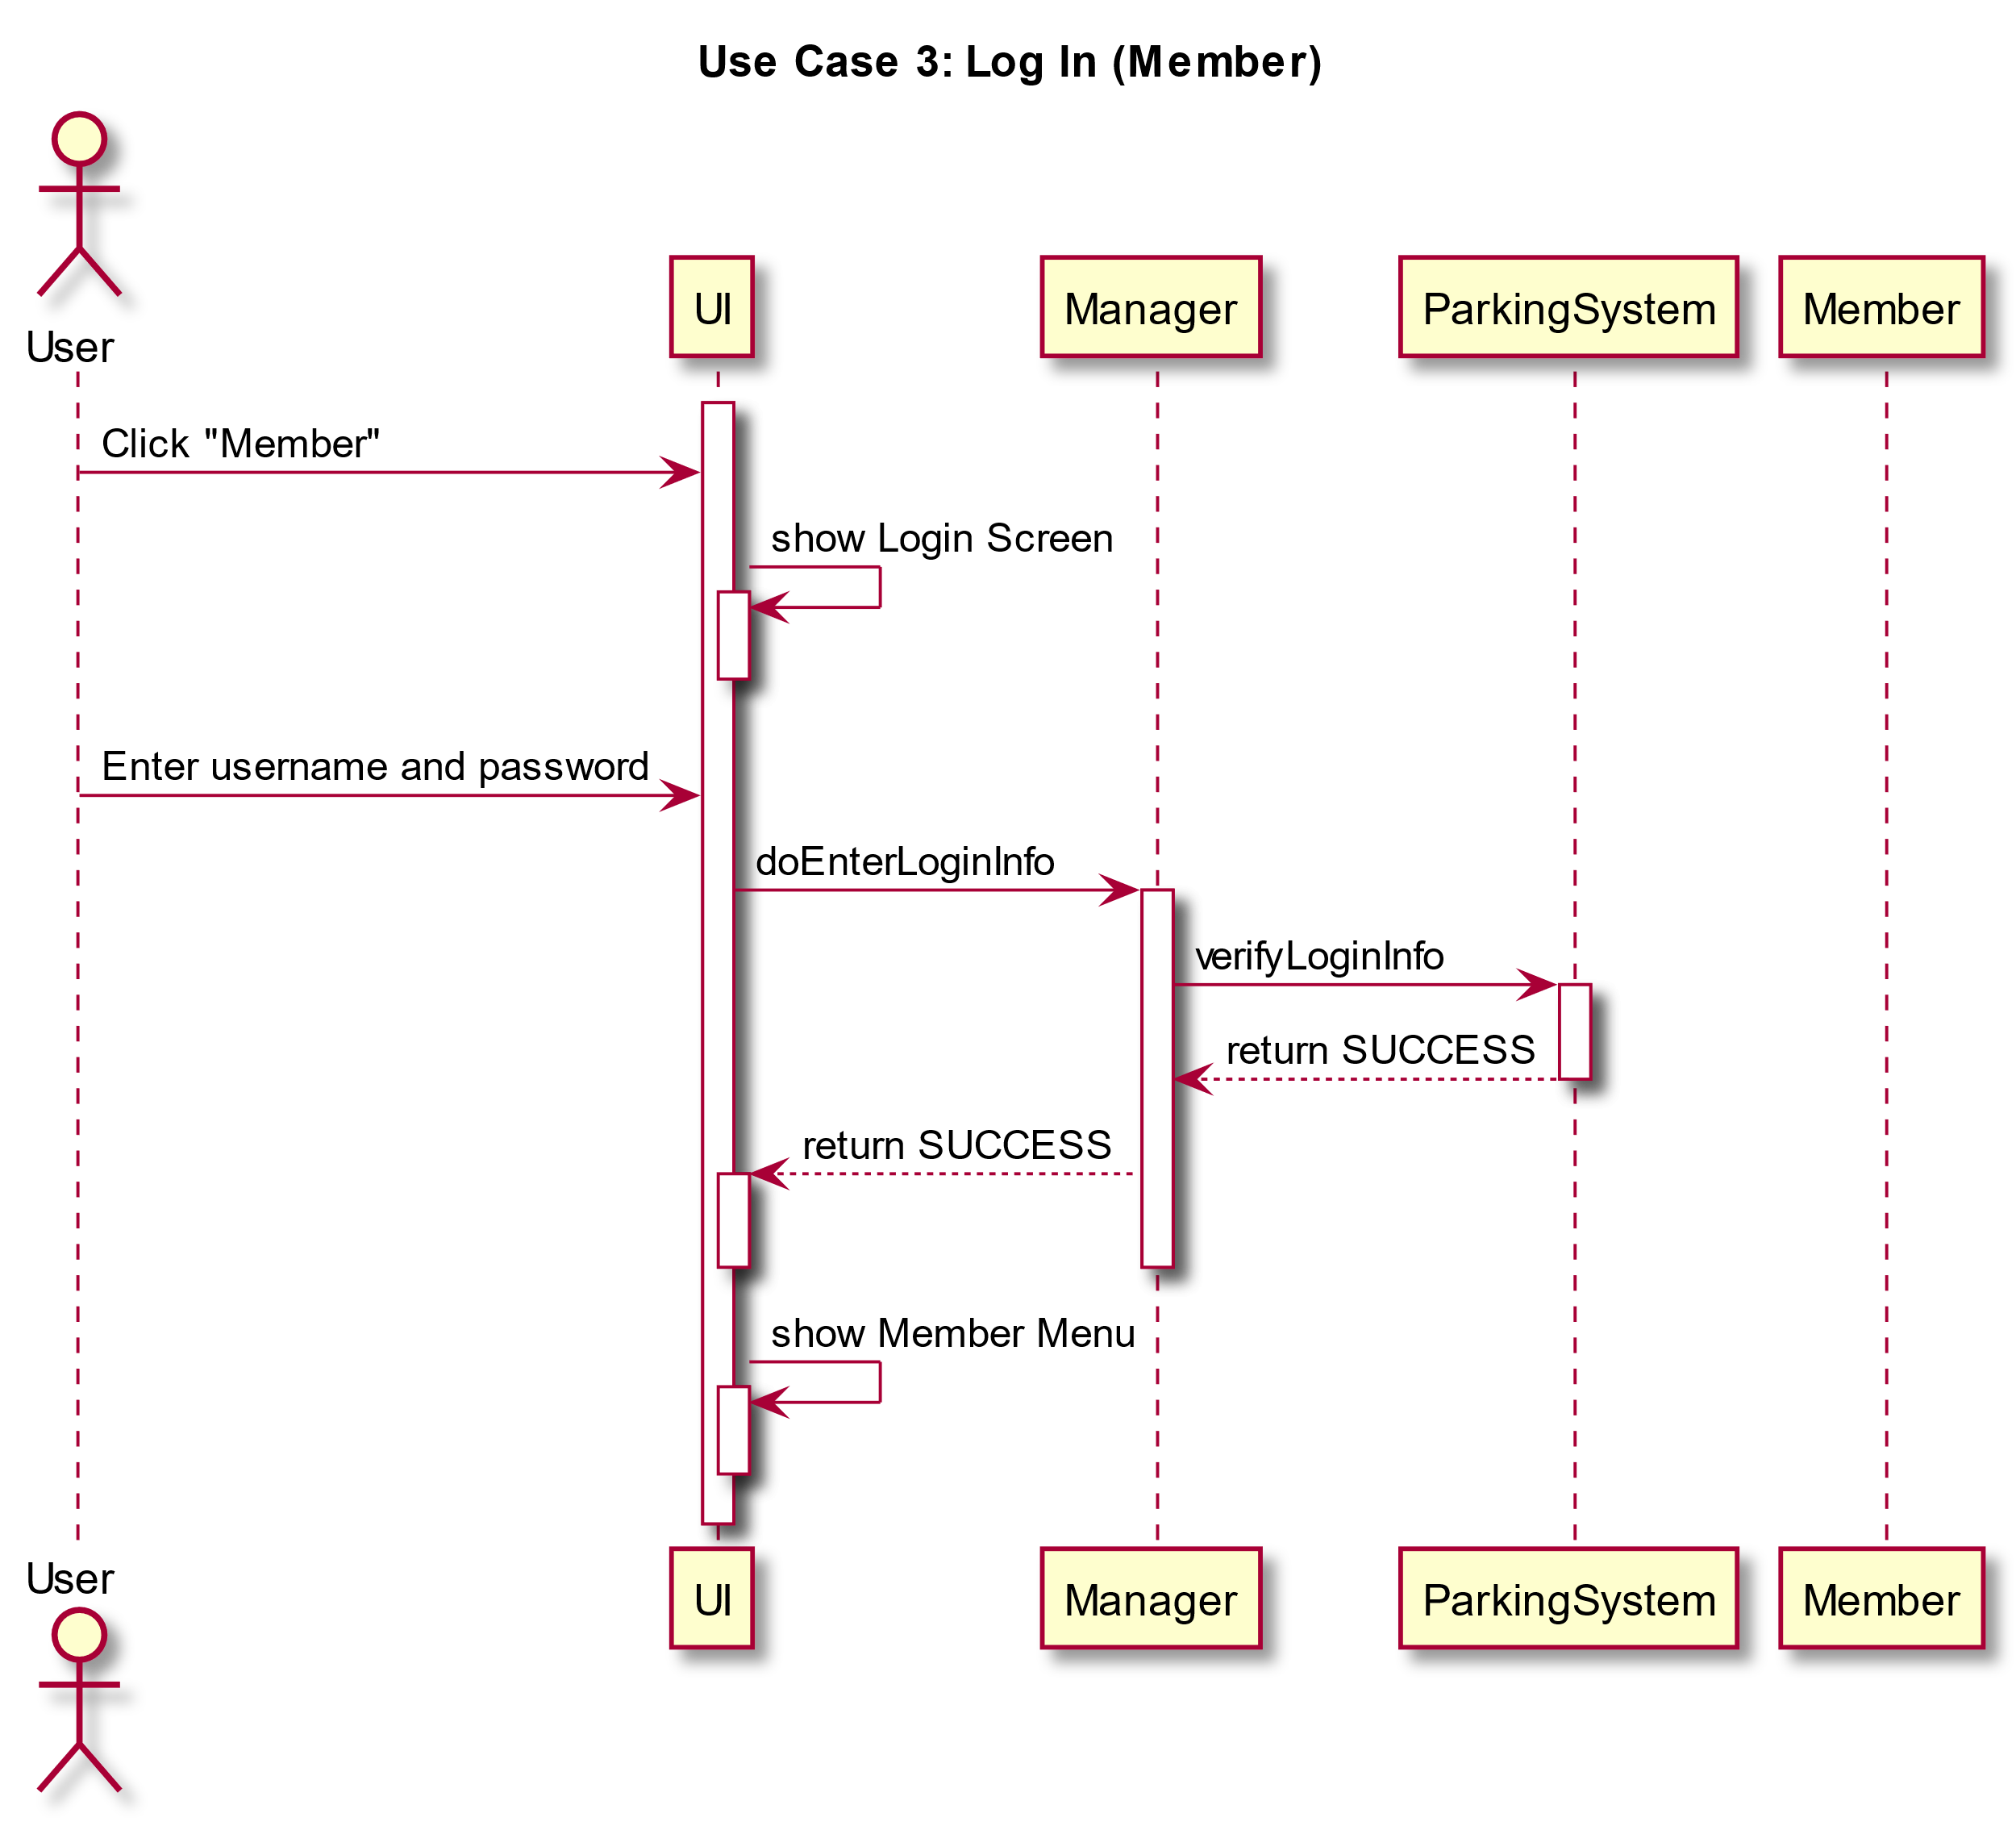 Use Case 3: Log In (Member)
User
UI
Manager
ParkingSystem
Member
Click "Member"
show Login Screen
Enter username and password
doEnterLoginInfo
verifyLoginInfo
return SUCCESS
return SUCCESS
show Member Menu
User
UI
Manager
ParkingSystem
Member